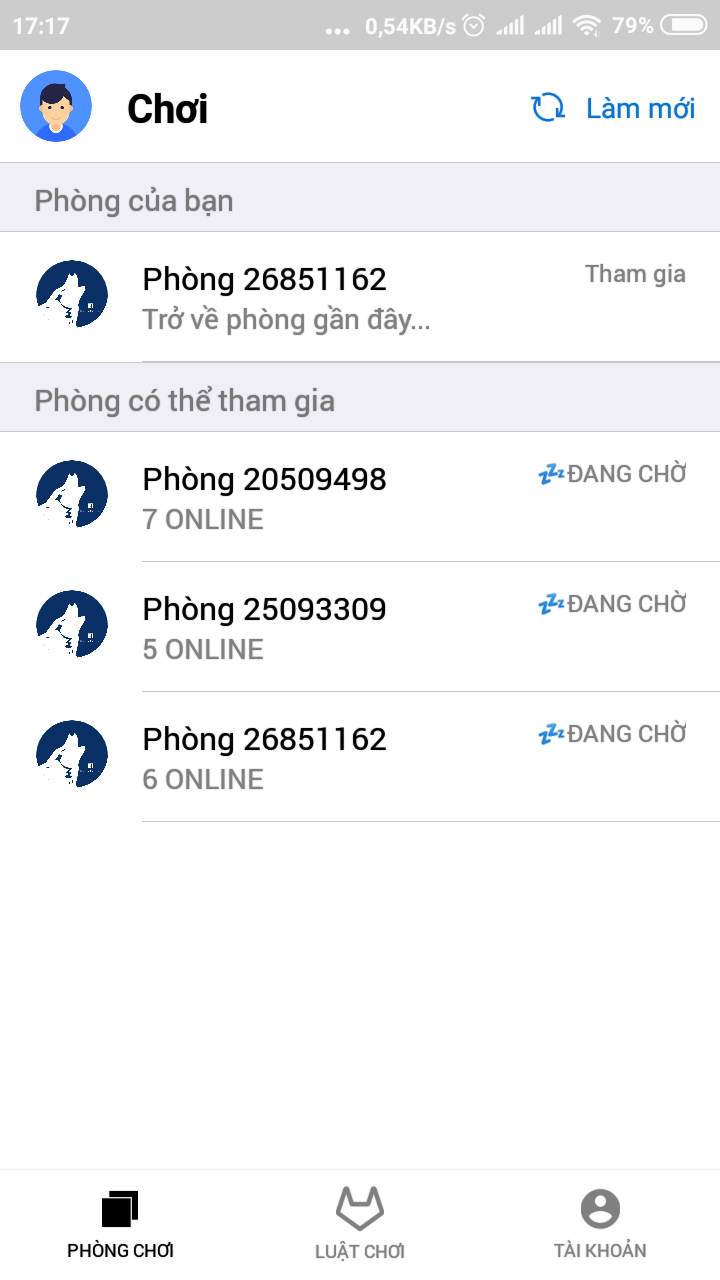 17:17
... 0,54KB/s 79%
Chơi
Làm mới
Phòng của bạn
Phòng 26851162
Tham gia
Trở về phòng gần đây...
Phòng có thể tham gia
Phòng 20509498
💤ĐANG CHỜ
7 ONLINE
Phòng 25093309
💤ĐANG CHỜ
5 ONLINE
Phòng 26851162
💤ĐANG CHỜ
6 ONLINE
PHÒNG CHƠI
LUẬT CHƠI
TÀI KHOẢN